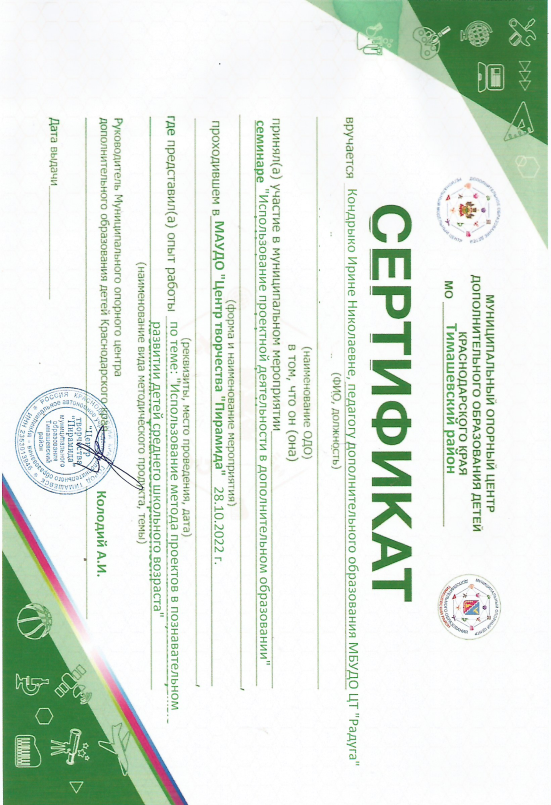 МУНИЦИПАЛЬНЫЙ ОПОРНЫЙ ЦЕНТР
ДОПОЛНИТЕЛЬНОГО ОБРАЗОВАНИЯ ДЕТЕЙ
КРАСНОДАРСКОГО КРАЯ
МО Тимашевский район
СЕРТИФИКАТ
вручается Кондрыко Ирине Николаевне, педагогу дополнительного образования МБУДО ЦТ "Радуга"
(ФИО, должность)
(наименование ОДО)
в том, что он (она)
принял(а) участие в муниципальном мероприятии
семинаре "Использование проектной деятельности в дополнительном образовании"
(форма и наименование мероприятия)
проходившем в МАУДО "Центр творчества "Пирамида" 28.10.2022 г.
(реквизиты, место проведения, дата)
где представил(а) опыт работы по теме: "Использование метода проектов в познавательном
развитии детей среднего школьного возраста"
(наименование вида методического продукта, темы)
Руководитель Муниципального опорного центра
дополнительного образования детей Краснодарского края
Колодий А.И.
Дата выдачи
"Центр
творчества
"Пирамида"